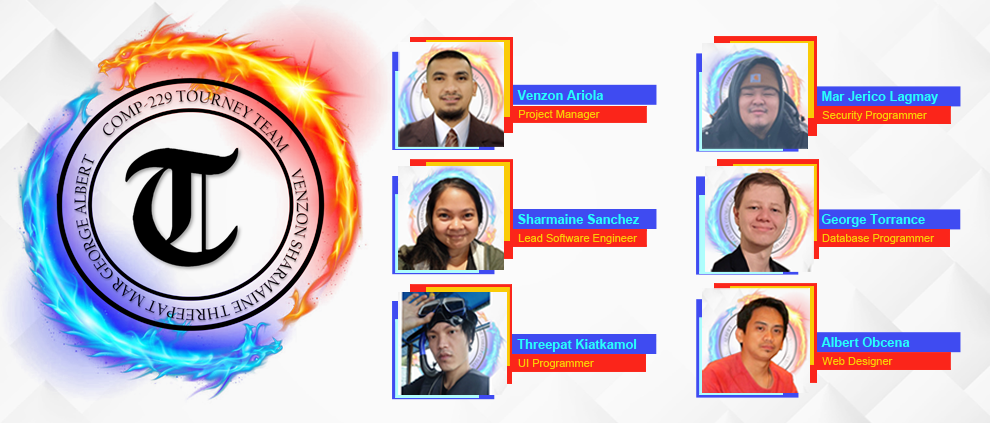 COMP-229 TOURNEY TEAM
VENZON SHARMAINE THREEPAT MAR GEORGE ALBERT
T
Venzon Ariola
Project Manager
Sharmaine Sanchez
Lead Software Engineer
Threepat Kiatkamol
UI Programmer
Mar Jerico Lagmay
Security Programmer
George Torrance
Database Programmer
Albert Obcena
Web Designer